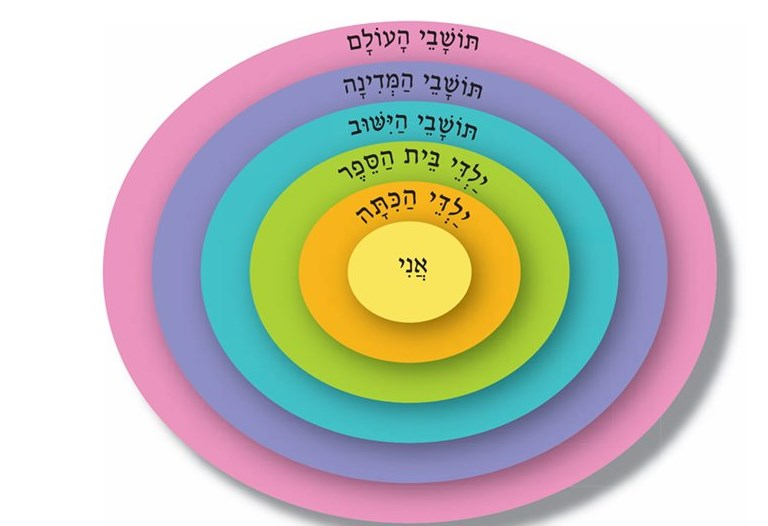 תּוֹשָׁבֵי הָעוֹלָם
תּוֹשָׁבֵי הַמְּדִינָה
תּוֹשָׁבֵי הַיִּשּׁוּב
יַלְדֵי בֵּית הַסֵּפֶר
יַלְדֵי הַכִּתָּה
אֲנִי